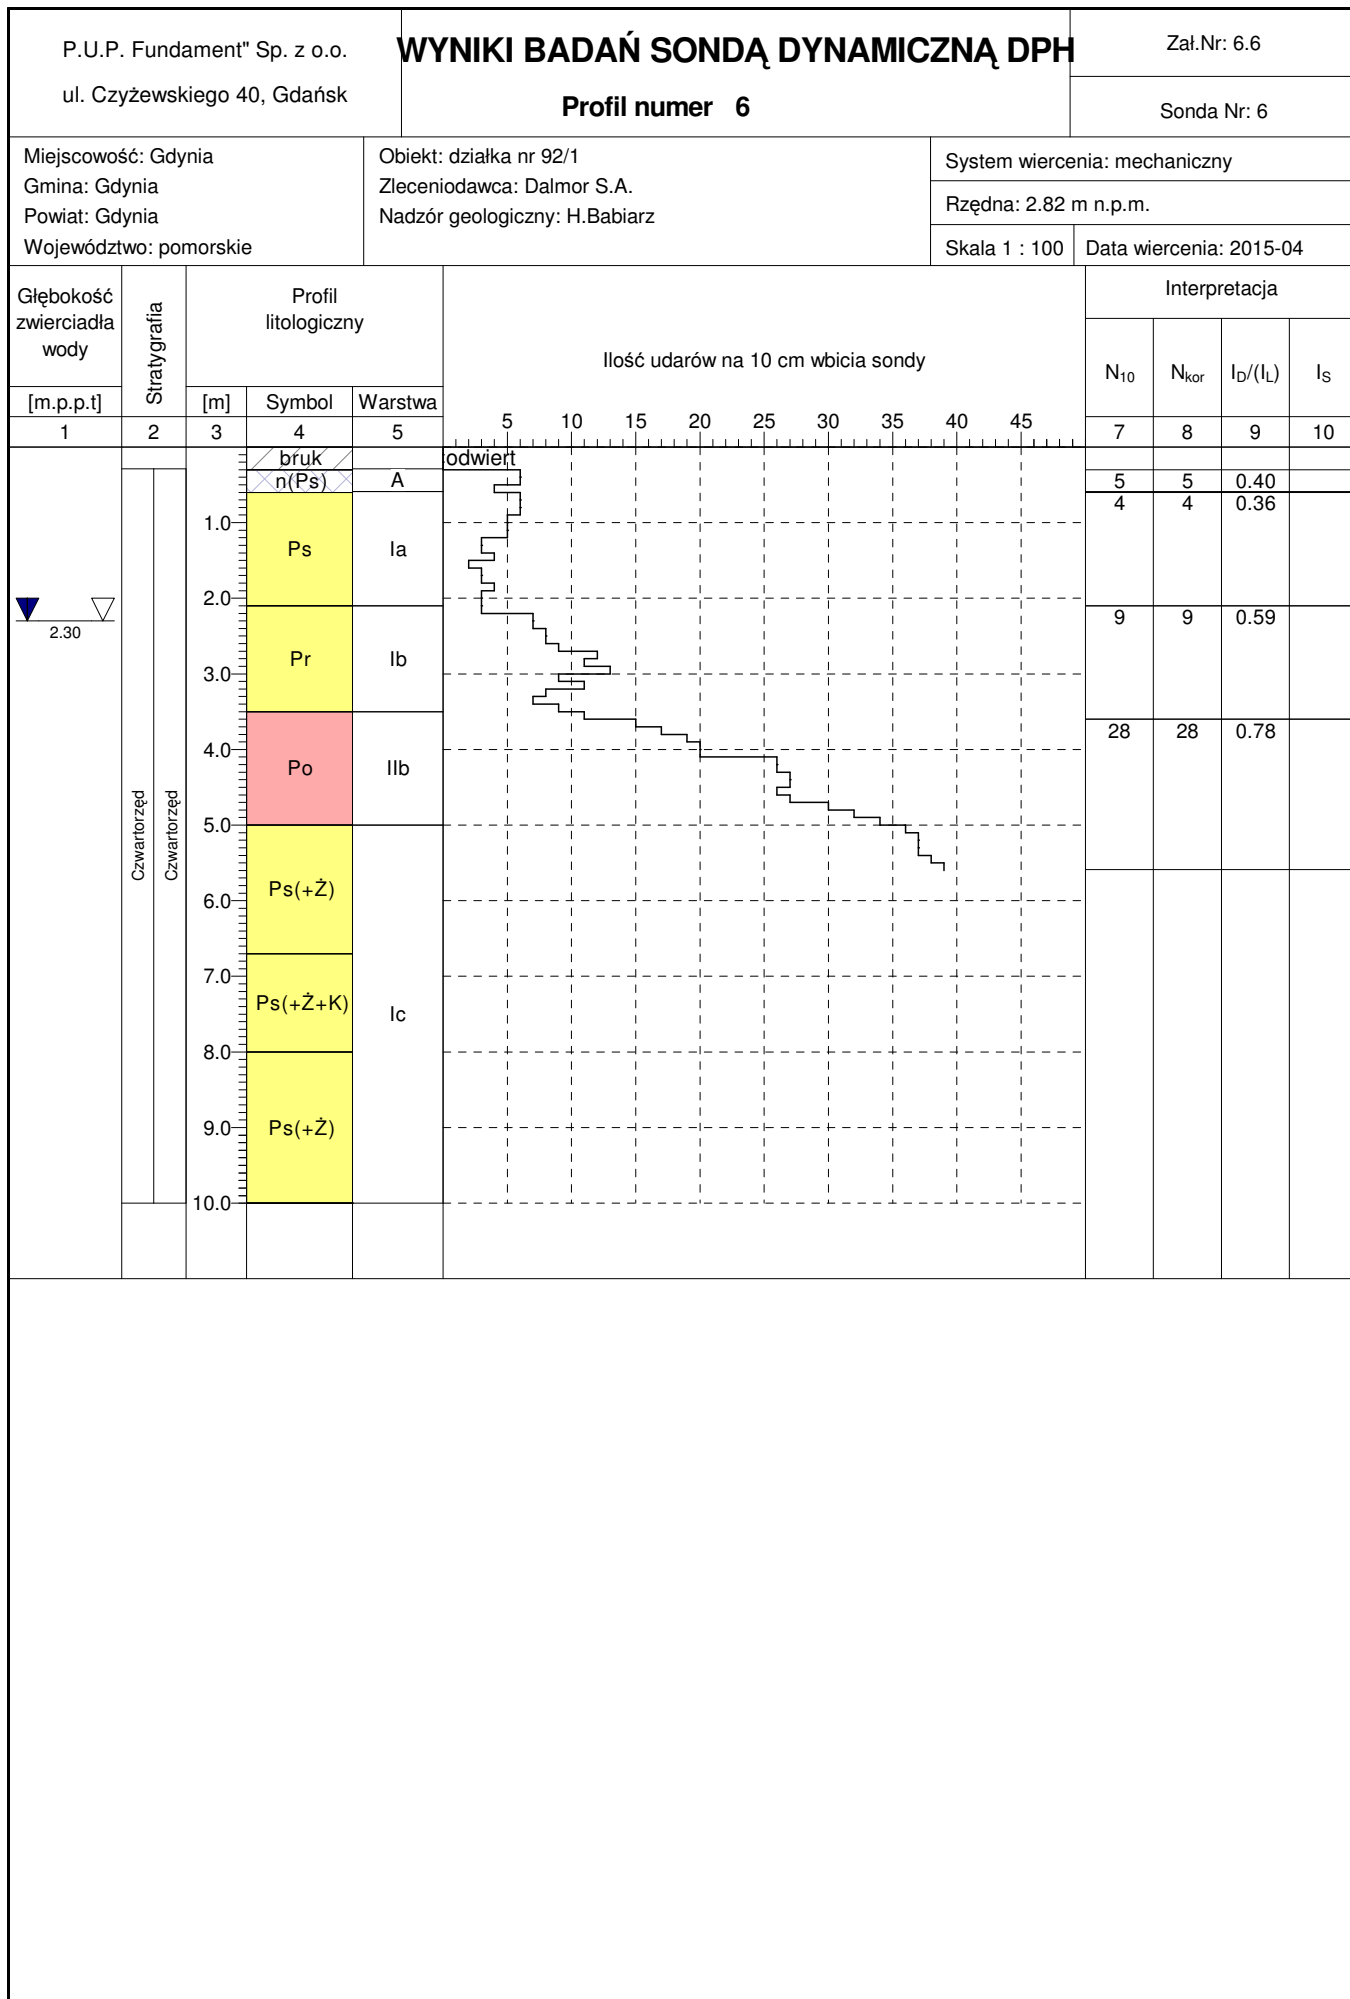 P.U.P. Fundament" Sp. z o.o.
ul. Czyżewskiego 40, Gdańsk
WYNIKI BADAŃ SONDĄ DYNAMICZNĄ DPH
Profil numer 6
Zał.Nr: 6.6
Sonda Nr: 6
Miejscowość: Gdynia
Gmina: Gdynia
Powiat: Gdynia
Województwo: pomorskie
Obiekt: działka nr 92/1
Zleceniodawca: Dalmor S.A.
Nadzór geologiczny: H.Babiarz
System wiercenia: mechaniczny
Rzędna: 2.82 m n.p.m.
Skala 1 : 100
Data wiercenia: 2015-04
Głębokość
zwierciadła
wody
[m.p.p.t]
Stratygrafia
Profil
litologiczny
[m]
Symbol
Warstwa
Ilość udarów na 10 cm wbicia sondy
5 10 15 20 25 30 35 40 45
Interpretacja
N10
Nkor
ID/(IL)
IS
1 2 3 4 5 7 8 9 10
bruk
odwiert
n(Ps) A 5 5 0.40
4 4 0.36
1.0
Ps Ia
2.0
2.30
9 9 0.59
Pr Ib
3.0
28 28 0.78
4.0
Po IIb
5.0
Czwartorzęd
Czwartorzęd
Ps(+Ż)
6.0
7.0
Ps(+Ż+K)
Ic
8.0
9.0
Ps(+Ż)
10.0